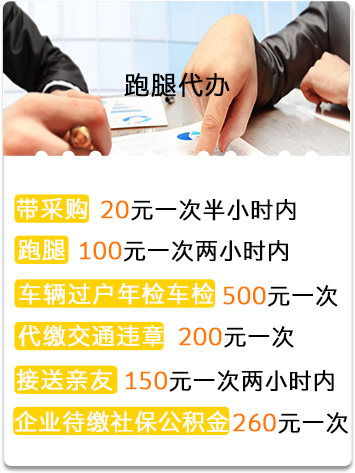 跑腿代办
带采购 20元一次半小时内
跑腿 100元一次两小时内
车辆过户年检车检 500元一次
代缴交通违章 200元一次
接送亲友 150元一次两小时内
企业待缴社保公积金 260元一次